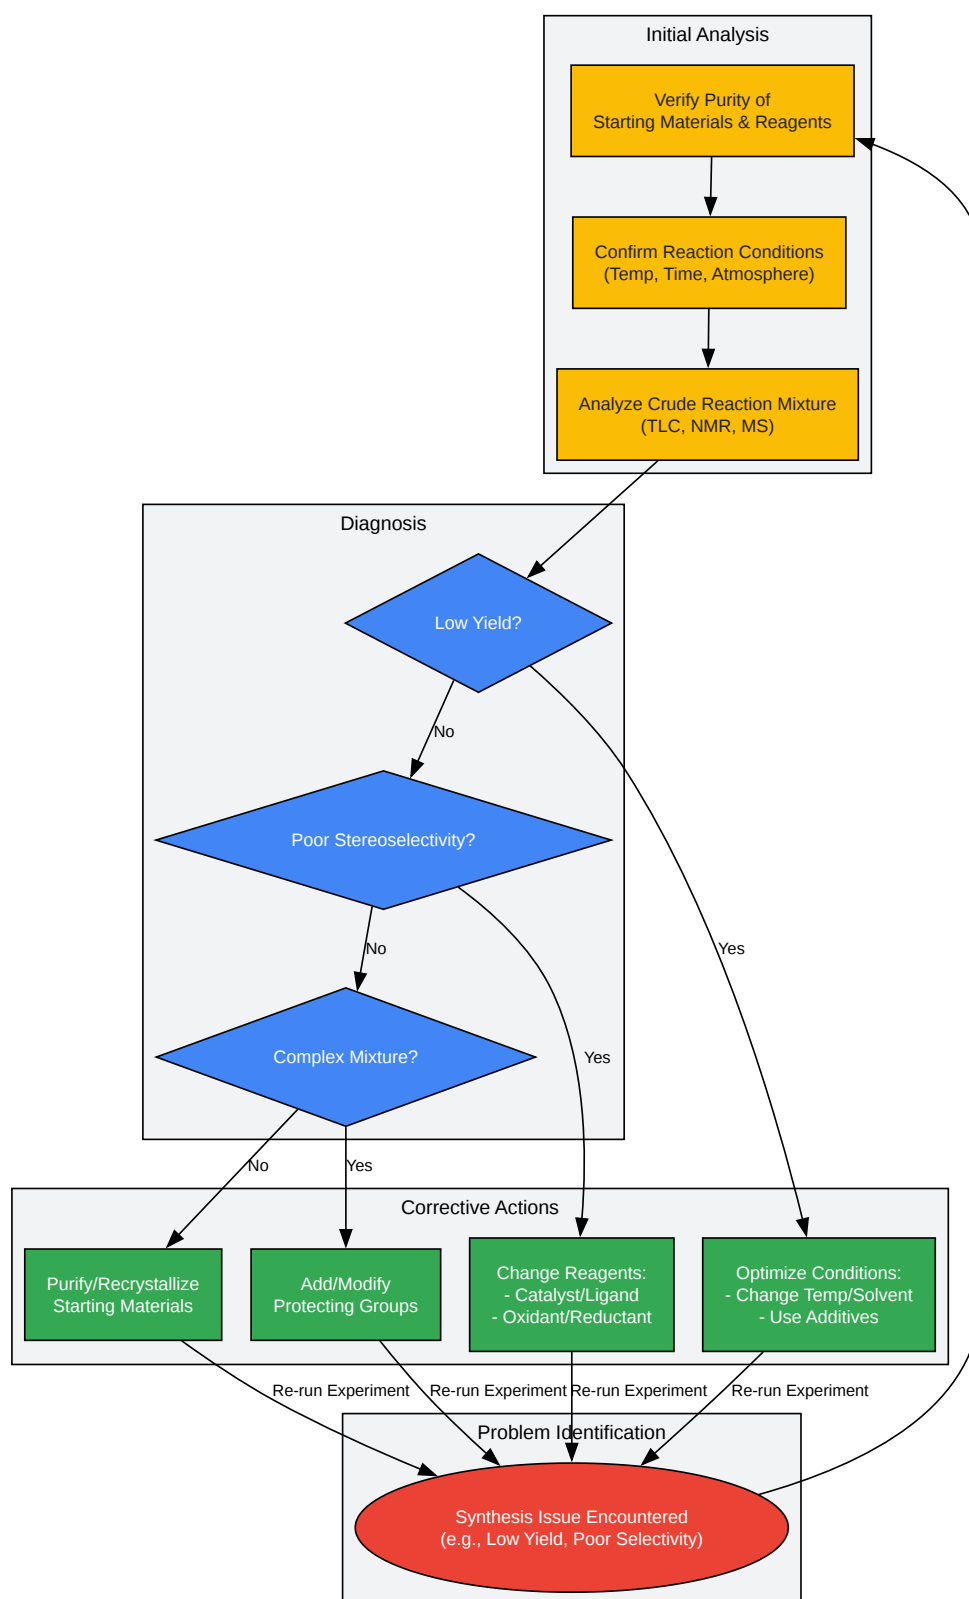 Initial Analysis
Verify Purity of
Starting Materials & Reagents
Confirm Reaction Conditions
(Temp, Time, Atmosphere)
Analyze Crude Reaction Mixture
(TLC, NMR, MS)
Diagnosis
Low Yield?
No
Poor Stereoselectivity?
No
Yes
Complex Mixture?
Yes
No
Yes
Corrective Actions
Purify/Recrystallize
Starting Materials
Add/Modify
Protecting Groups
Change Reagents:
- Catalyst/Ligand
- Oxidant/Reductant
Optimize Conditions:
- Change Temp/Solvent
- Use Additives
Re-run Experiment
Re-run Experiment
Re-run Experiment
Re-run Experiment
Problem Identification
Synthesis Issue Encountered
(e.g., Low Yield, Poor Selectivity)